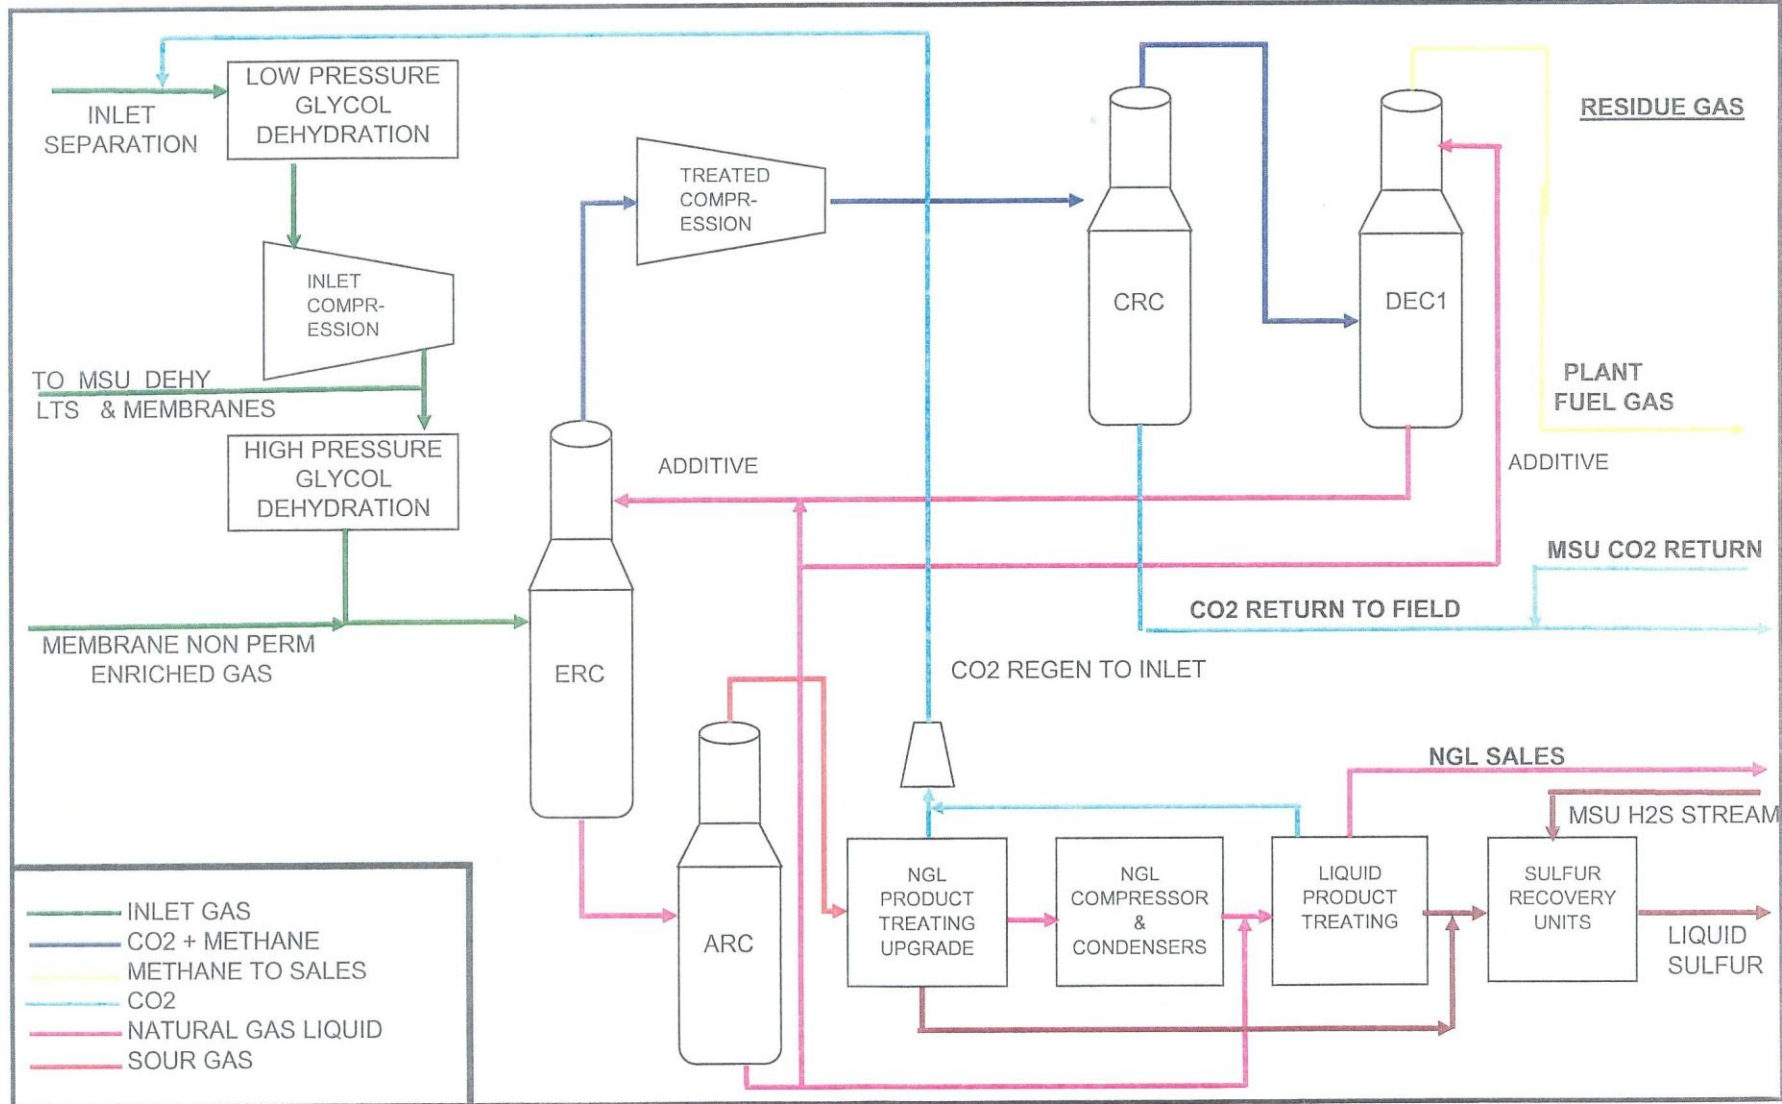 LOW PRESSURE
GLYCOL
DEHYDRATION
INLET
SEPARATION
RESIDUE GAS
TREATED
COMPR-
ESSION
INLET
COMPR-
ESSION
CRC
DEC1
TO MSU DEHY
LTS & MEMBRANES
PLANT
FUEL GAS
HIGH PRESSURE
GLYCOL
DEHYDRATION
ADDITIVE
ADDITIVE
MSU CO2 RETURN
CO2 RETURN TO FIELD
MEMBRANE NON PERM
ENRICHED GAS
ERC
CO2 REGEN TO INLET
NGL SALES
MSU H2S STREAM
NGL
PRODUCT
TREATING
UPGRADE
NGL
COMPRESSOR
&
CONDENSERS
LIQUID
PRODUCT
TREATING
SULFUR
RECOVERY
UNITS
ARC
LIQUID
SULFUR
INLET GAS
CO2 + METHANE
METHANE TO SALES
CO2
NATURAL GAS LIQUID
SOUR GAS